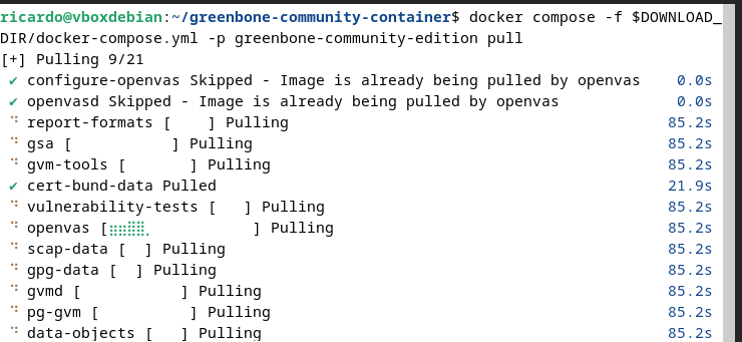 ricardo@vboxdebian:~/greenbone-community-container$ docker compose -f $DOWNLOAD_
DIR/docker-compose.yml -p greenbone-community-edition pull
[+] Pulling 9/21
✔ configure-openvas Skipped - Image is already being pulled by openvas 0.0s
✔ openvasd Skipped - Image is already being pulled by openvas 0.0s
⠙ report-formats [    ] Pulling 85.2s
⠙ gsa [           ] Pulling 85.2s
⠙ gvm-tools [       ] Pulling 85.2s
✔ cert-bund-data Pulled 21.9s
⠙ vulnerability-tests [   ] Pulling 85.2s
⠙ openvas [⣶⣶⣿⣿⡀           ] Pulling 85.2s
⠙ scap-data [  ] Pulling 85.2s
⠙ gpg-data [  ] Pulling 85.2s
⠙ gvmd [           ] Pulling 85.2s
⠙ pg-gvm [          ] Pulling 85.2s
⠙ data-objects [   ] Pulling 85.2s